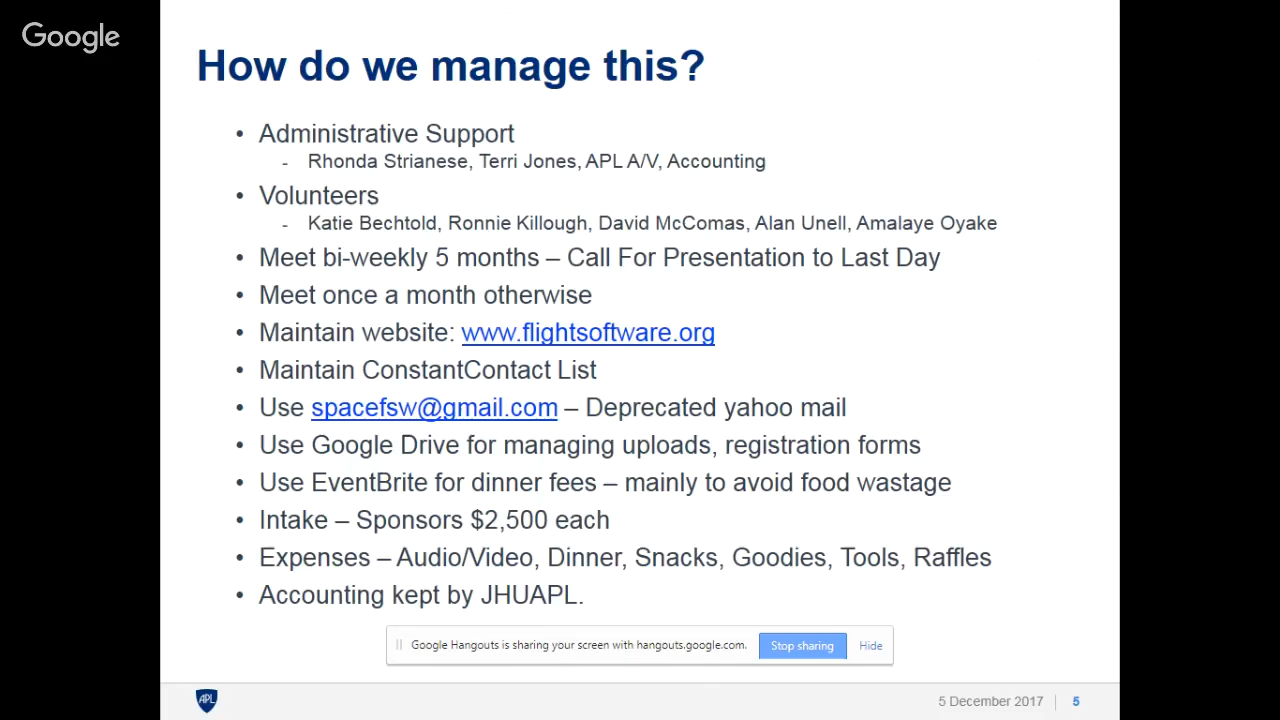 Google
How do we manage this?
• Administrative Support
- Rhonda Strianese, Terri Jones, APL A/V, Accounting
• Volunteers
- Katie Bechtold, Ronnie Killough, David McComas, Alan Unell, Amalaye Oyake
• Meet bi-weekly 5 months – Call For Presentation to Last Day
• Meet once a month otherwise
• Maintain website: www.flightsoftware.org
• Maintain ConstantContact List
• Use spacefsw@gmail.com – Deprecated yahoo mail
• Use Google Drive for managing uploads, registration forms
• Use EventBrite for dinner fees – mainly to avoid food wastage
• Intake – Sponsors $2,500 each
• Expenses – Audio/Video, Dinner, Snacks, Goodies, Tools, Raffles
• Accounting kept by JHUAPL.
Google Hangouts is sharing your screen with hangouts.google.com. Stop sharing Hide
APL 5 December 2017 5